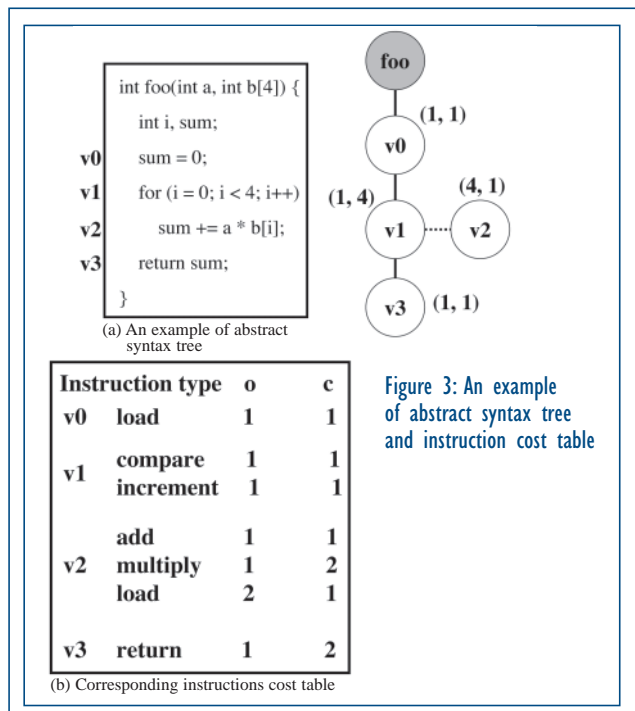 int foo(int a, int b[4]) {
int i, sum;
v0 sum = 0;
v1 for (i = 0; i < 4; i++)
v2 sum += a * b[i];
v3 return sum;
}
(a) An example of abstract
syntax tree
foo
(1, 1)
v0
(1, 4)
(4, 1)
v1
v2
v3
(1, 1)
Instruction type o c
v0 load 1 1
v1
compare 1 1
increment 1 1
add 1 1
v2 multiply 1 2
load 2 1
v3 return 1 2
(b) Corresponding instructions cost table
Figure 3: An example
of abstract syntax tree
and instruction cost table